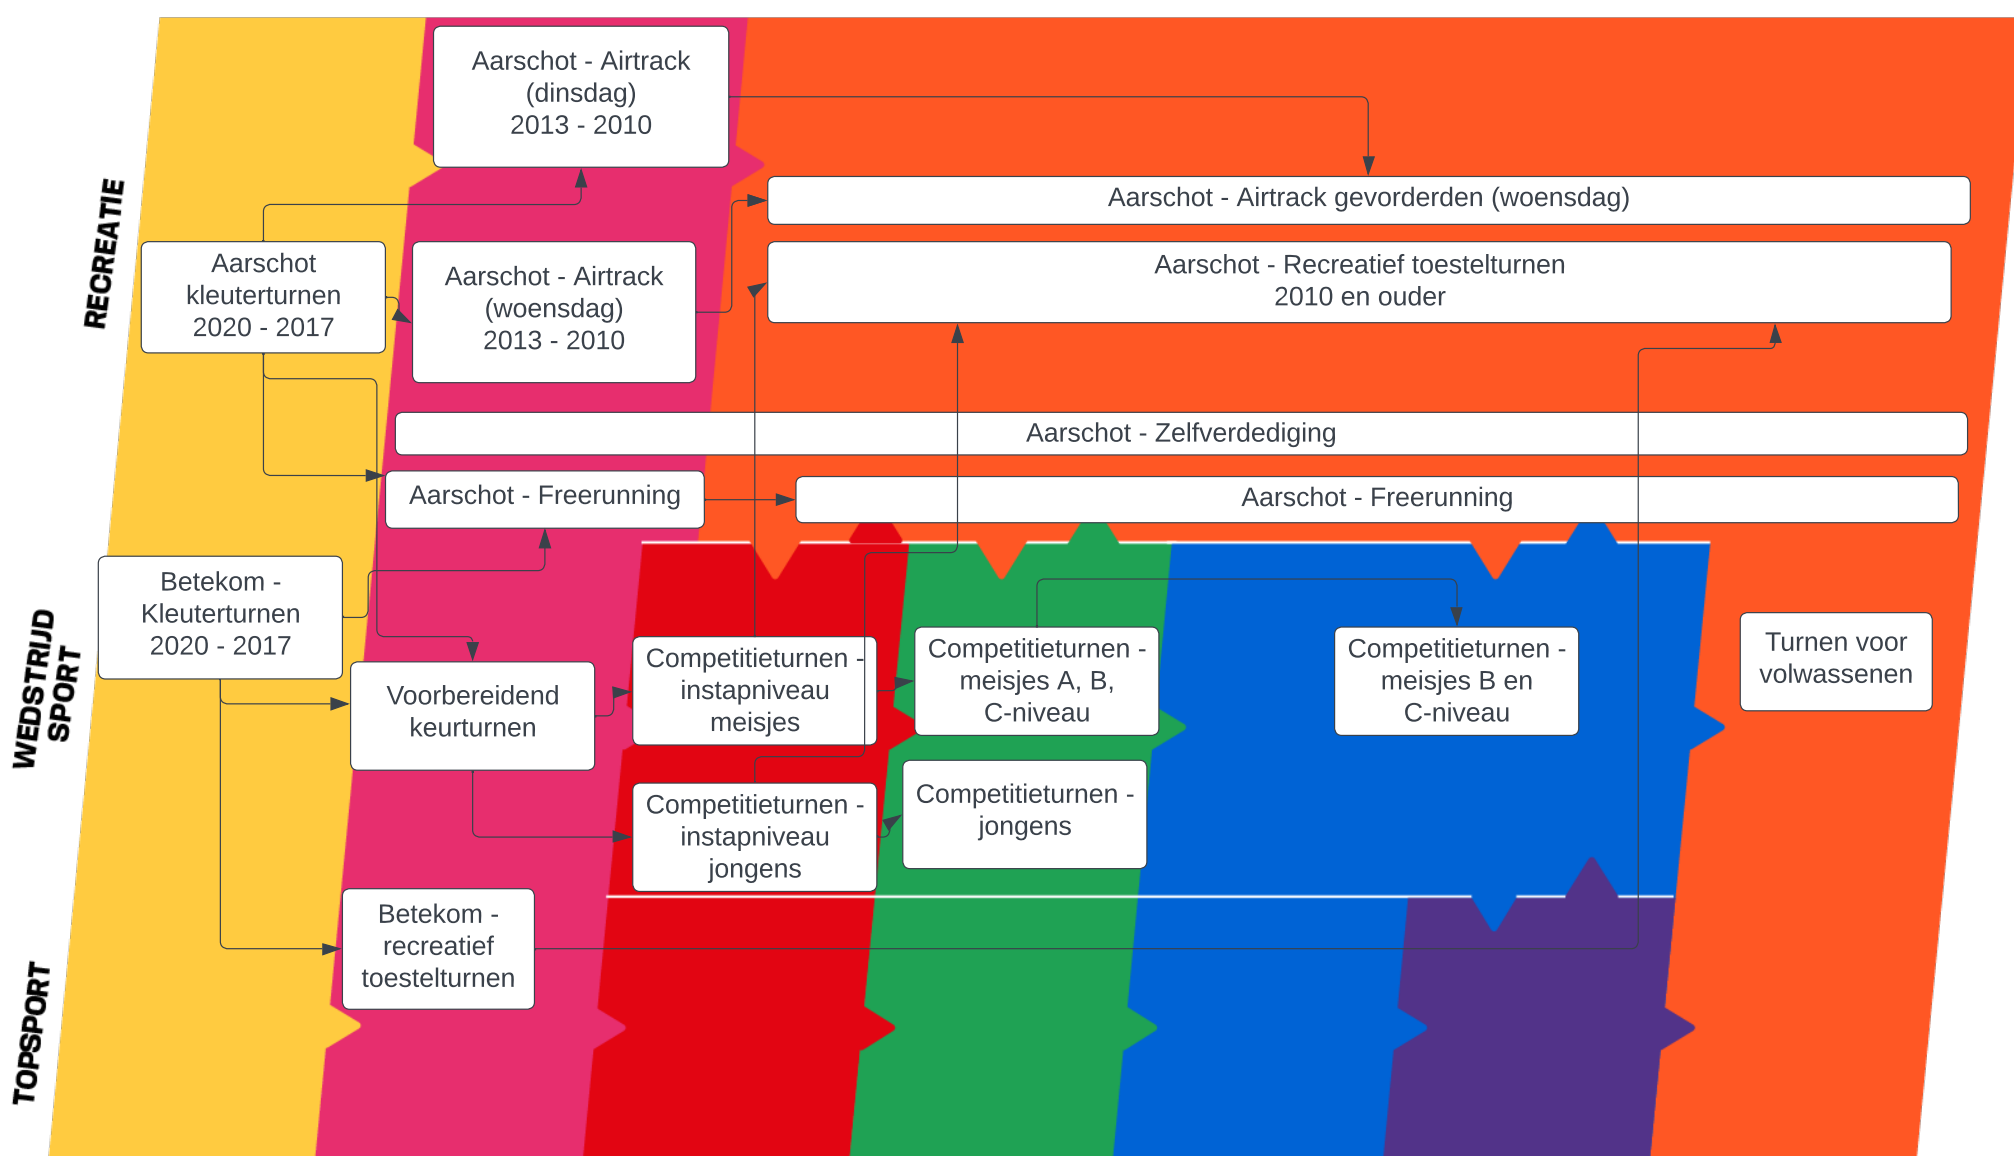 RECREATIE
WEDSTRIJD
SPORT
TOPSPORT
Aarschot - Airtrack
(dinsdag)
2013 - 2010
Aarschot - Airtrack gevorderden (woensdag)
Aarschot
kleuterturnen
2020 - 2017
Aarschot - Airtrack
(woensdag)
2013 - 2010
Aarschot - Recreatief toestelturnen
2010 en ouder
Aarschot - Zelfverdediging
Aarschot - Freerunning
Aarschot - Freerunning
Betekom -
Kleuterturnen
2020 - 2017
Voorbereidend
keurturnen
Competitieturnen -
instapniveau
meisjes
Competitieturnen -
meisjes A, B,
C-niveau
Competitieturnen -
meisjes B en
C-niveau
Turnen voor
volwassenen
Competitieturnen -
instapniveau
jongens
Competitieturnen -
jongens
Betekom -
recreatief
toestelturnen